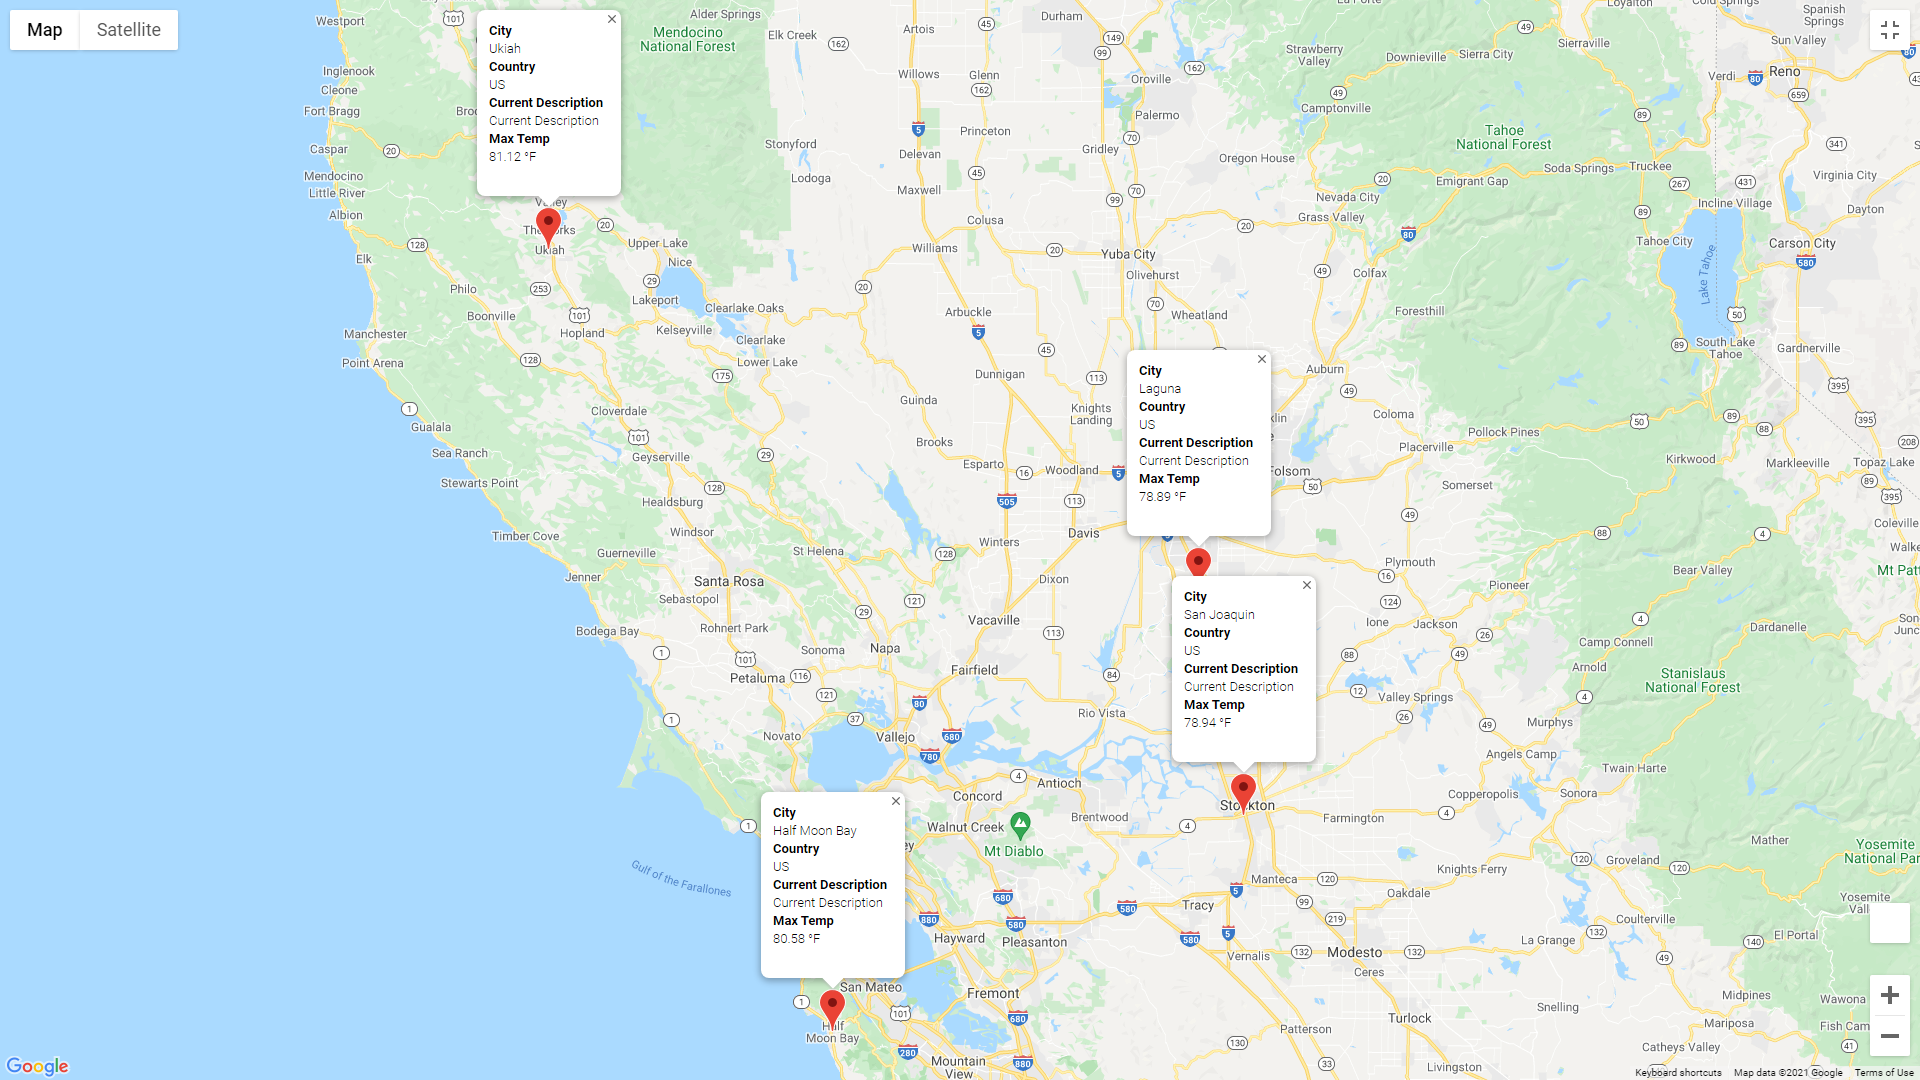 Map
Satellite
City
Ukiah
Country
US
Current Description
Current Description
Max Temp
81.12 °F
City
Laguna
Country
US
Current Description
Current Description
Max Temp
78.89 °F
City
San Joaquin
Country
US
Current Description
Current Description
Max Temp
78.94 °F
City
Half Moon Bay
Country
US
Current Description
Current Description
Max Temp
80.58 °F
Westport
Alder Springs
Mendocino
National Forest
Elk Creek
Artois
Durham
Inglenook
Cleone
Fort Bragg
Willows
Glenn
Oroville
Strawberry
Valley
Downieville
Sierra City
Sierraville
Loyalton
Cold Springs
Spanish
Springs
Sun Valley
Verdi
Reno
Camptonville
Palermo
Caspar
Mendocino
Little River
Albion
Stonyford
Lodoga
Princeton
Delevan
Maxwell
Gridley
Oregon House
Tahoe
National Forest
Soda Springs
Truckee
Emigrant Gap
Nevada City
Grass Valley
Virginia City
Incline Village
Dayton
Carson City
Tahoe City
Lake Tahoe
Ukiah
Upper Lake
Nice
Elk
Philo
Boonville
Lakeport
Clearlake Oaks
Hopland
Kelseyville
Clearlake
Lower Lake
Manchester
Point Arena
Colusa
Williams
Yuba City
Olivehurst
Arbuckle
Wheatland
Colfax
Foresthill
South Lake
Tahoe
Gardnerville
Dunnigan
Auburn
Guinda
Knights
Landing
Coloma
Cloverdale
Gualala
Sea Ranch
Geyserville
Brooks
Esparto
Woodland
Folsom
Placerville
Pollock Pines
Kirkwood
Markleeville
Topaz Lake
Stewarts Point
Healdsburg
Somerset
Timber Cove
Windsor
Winters
Davis
Coleville
Guerneville
St Helena
Jenner
Santa Rosa
Dixon
Plymouth
Pioneer
Bear Valley
Sebastopol
Rohnert Park
Vacaville
Ione
Jackson
Dardanelle
Bodega Bay
Sonoma
Napa
Camp Connell
Arnold
Petaluma
Fairfield
Stanislaus
National Forest
Valley Springs
Rio Vista
Murphys
Novato
Vallejo
Angels Camp
Twain Harte
Antioch
Concord
Stockton
Copperopolis
Sonora
Walnut Creek
Brentwood
Farmington
Mt Diablo
Mather
Yosemite
National Par
Groveland
Gulf of the Farallones
Manteca
Knights Ferry
Oakdale
Yosemite
Tracy
Coulterville
Hayward
Pleasanton
La Grange
El Portal
Vernalis
Modesto
Ceres
San Mateo
Fremont
Midpines
Wawona
Snelling
Half
Moon Bay
Turlock
Patterson
Mariposa
Fish Cam
Mountain
View
Livingston
Catheys Valley
Google
Keyboard shortcuts
Map data ©2021 Google
Terms of Use